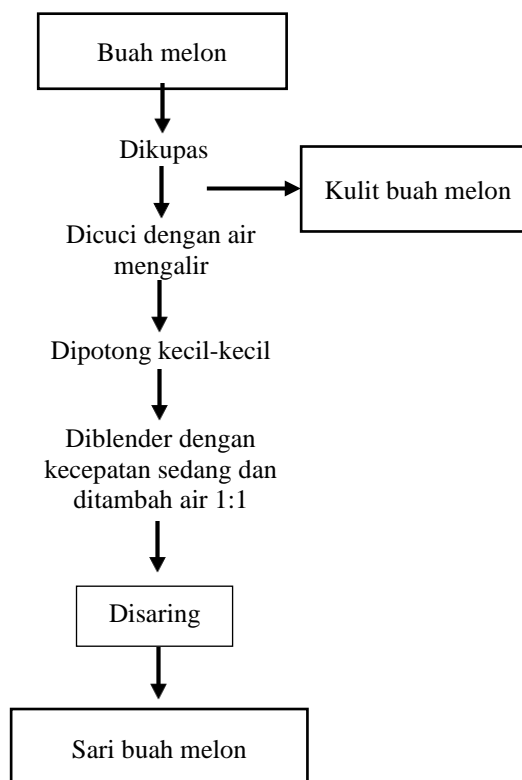 Buah melon
Dikupas
Kulit buah melon
Dicuci dengan air
mengalir
Dipotong kecil-kecil
Diblender dengan
kecepatan sedang dan
ditambah air 1:1
Disaring
Sari buah melon